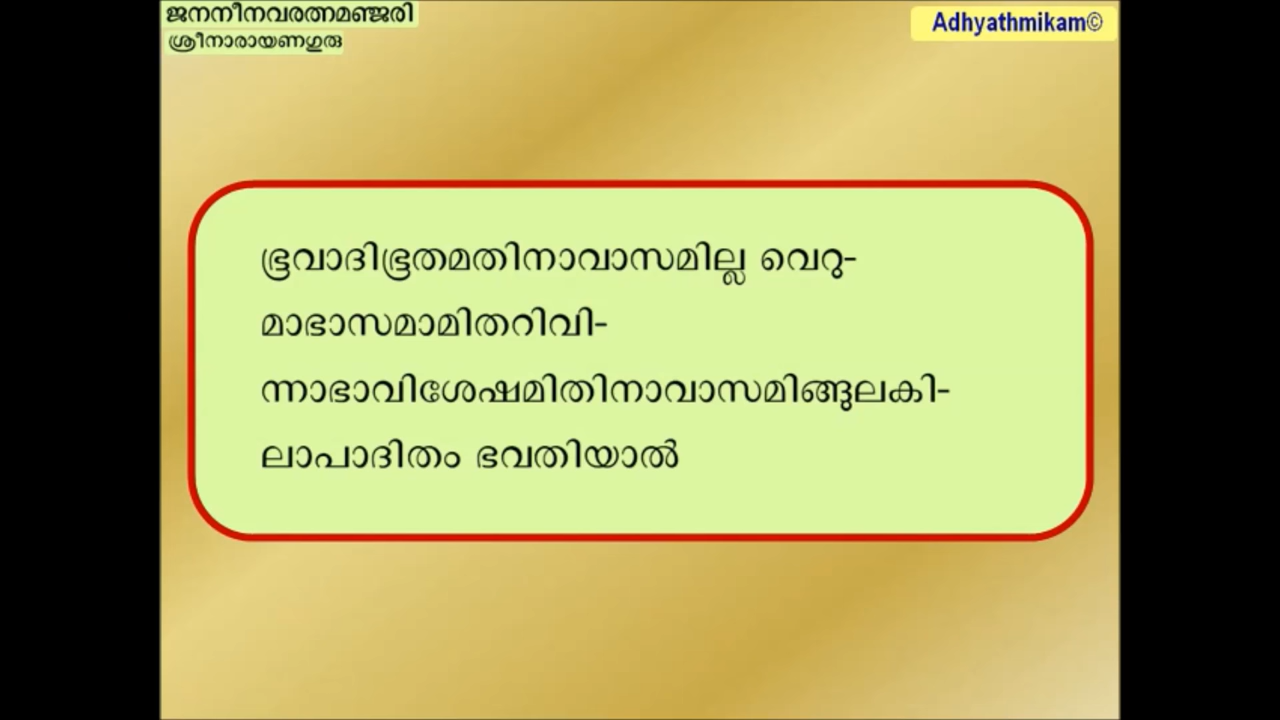 ജനനീനവരത്നമഞ്ജരി
ശ്രീനാരായണഗുരു
Adhyathmikam©
ഭൂവാദിഭൂതമതിനാവാസമില്ല വെറു-
മാഭാസമാമിതറിവി-
ന്നാഭാവിശേഷമിതിനാവാസമിങ്ങുലകി-
ലാപാദിതം ഭവതിയാൽ